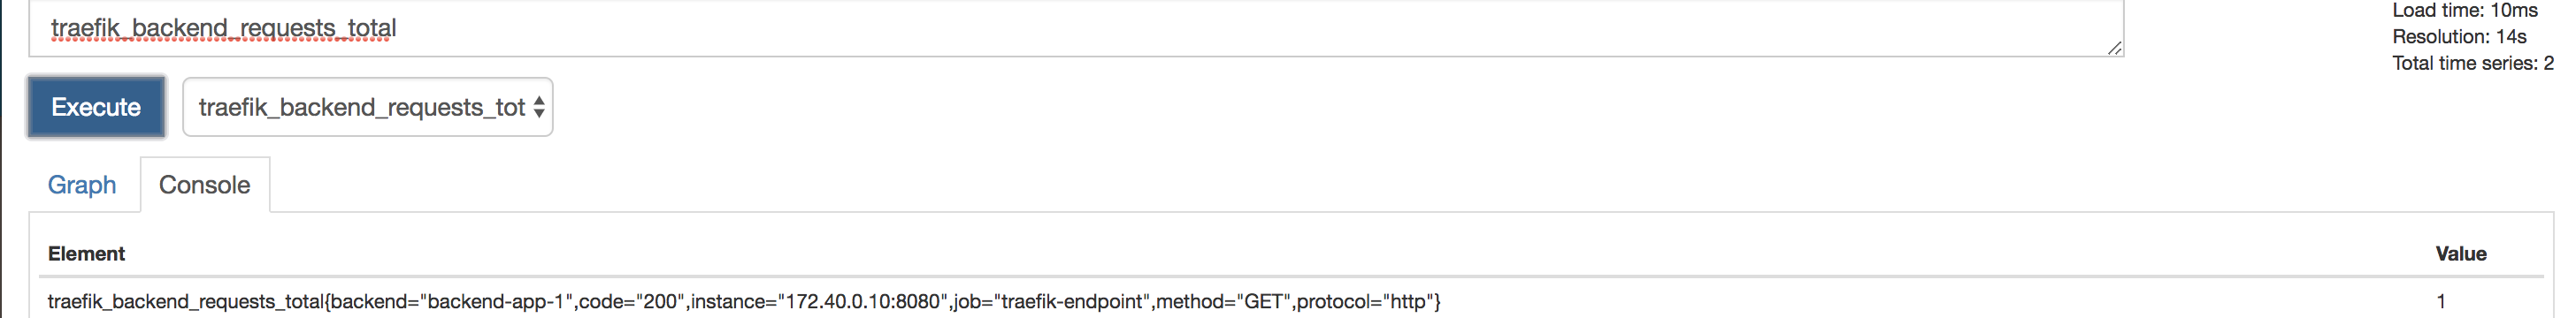 traefik_backend_requests_total
Load time: 10ms
Resolution: 14s
Total time series: 2
Execute
traefik_backend_requests_tot
Graph
Console
Element Value
traefik_backend_requests_total{backend="backend-app-1",code="200",instance="172.40.0.10:8080",job="traefik-endpoint",method="GET",protocol="http"} 1